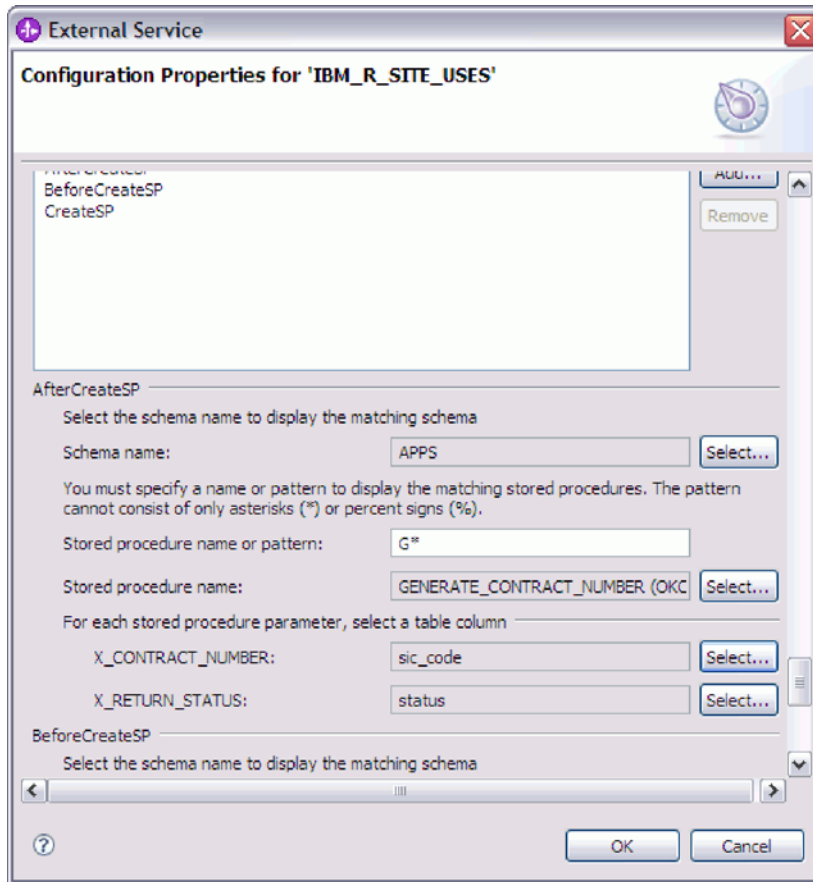 External Service
Configuration Properties for 'IBM_R_SITE_USES'
AfterCreateSP
Add...
BeforeCreateSP
CreateSP
Remove
AfterCreateSP
Select the schema name to display the matching schema
Schema name:
APPS
Select...
You must specify a name or pattern to display the matching stored procedures. The pattern
cannot consist of only asterisks (*) or percent signs (%).
Stored procedure name or pattern:
G*
Stored procedure name:
GENERATE_CONTRACT_NUMBER (OKC
Select...
For each stored procedure parameter, select a table column
X_CONTRACT_NUMBER:
sic_code
Select...
X_RETURN_STATUS:
status
Select...
BeforeCreateSP
Select the schema name to display the matching schema
?
OK
Cancel